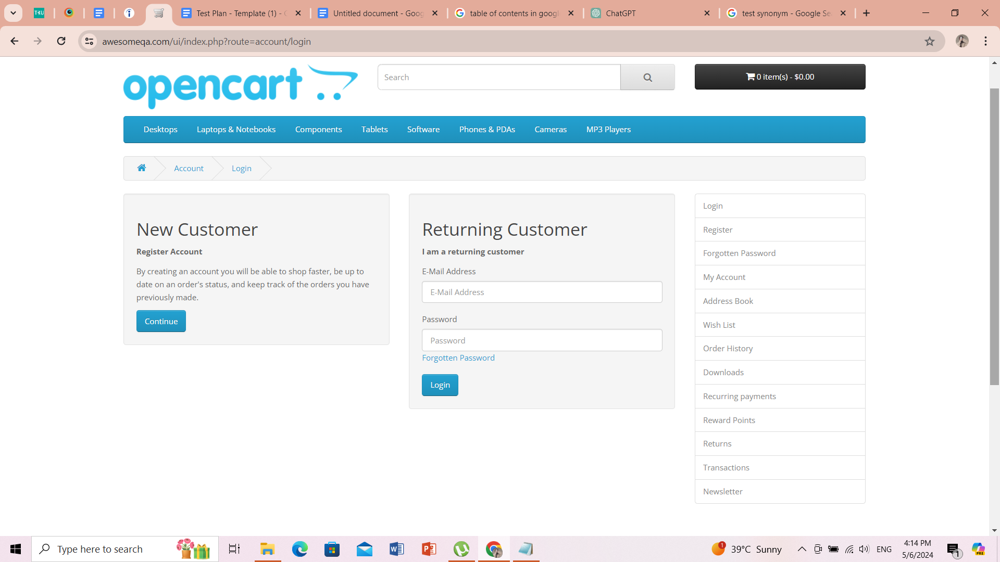 TKU
Test Plan - Template (1) -
Untitled document - Goog
table of contents in googl
ChatGPT
test synonym - Google Se
awesomeqa.com/ui/index.php?route=account/login
opencart
Search
0 item(s) - $0.00
Desktops Laptops & Notebooks Components Tablets Software Phones & PDAs Cameras MP3 Players
Account Login
New Customer
Register Account
By creating an account you will be able to shop faster, be up to
date on an order's status, and keep track of the orders you have
previously made.
Continue
Returning Customer
I am a returning customer
E-Mail Address
E-Mail Address
Password
Password
Forgotten Password
Login
Login
Register
Forgotten Password
My Account
Address Book
Wish List
Order History
Downloads
Recurring payments
Reward Points
Returns
Transactions
Newsletter
Type here to search
1
39°C Sunny
ENG
4:14 PM
5/6/2024
1
PRE